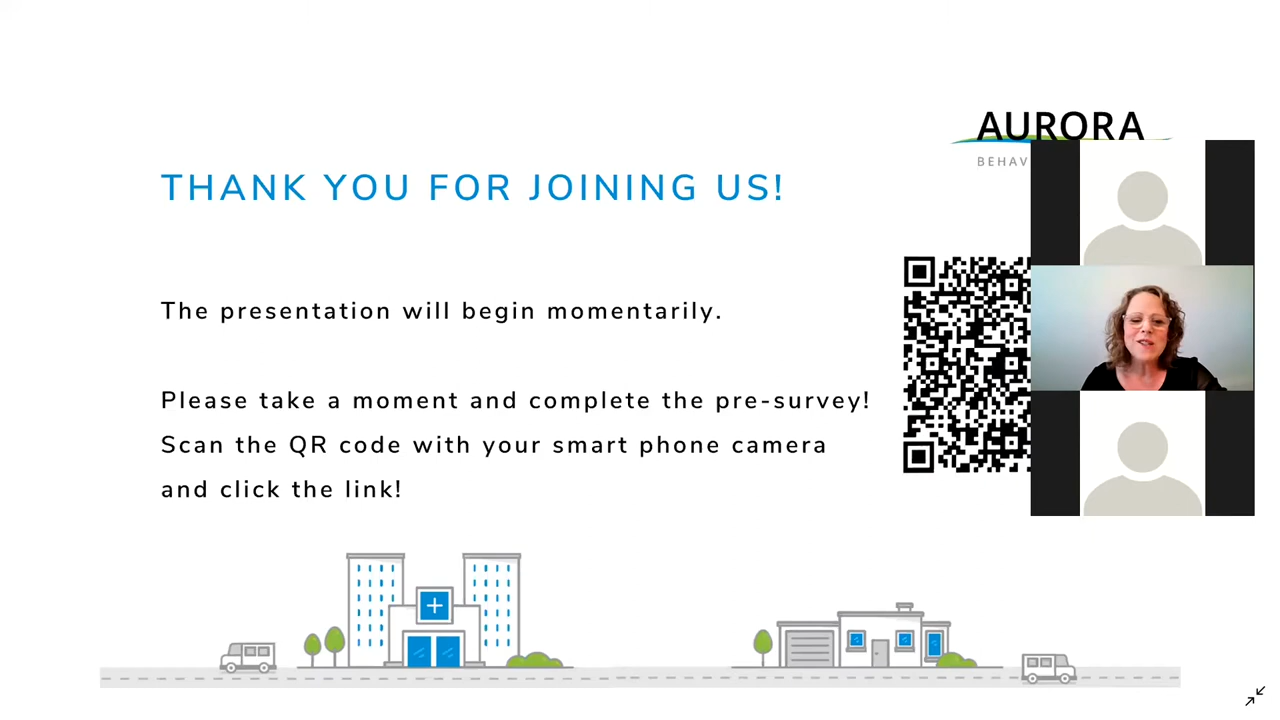 AURORA
BEHAV
THANK YOU FOR JOINING US!
The presentation will begin momentarily.
Please take a moment and complete the pre-survey!
Scan the QR code with your smart phone camera
and click the link!